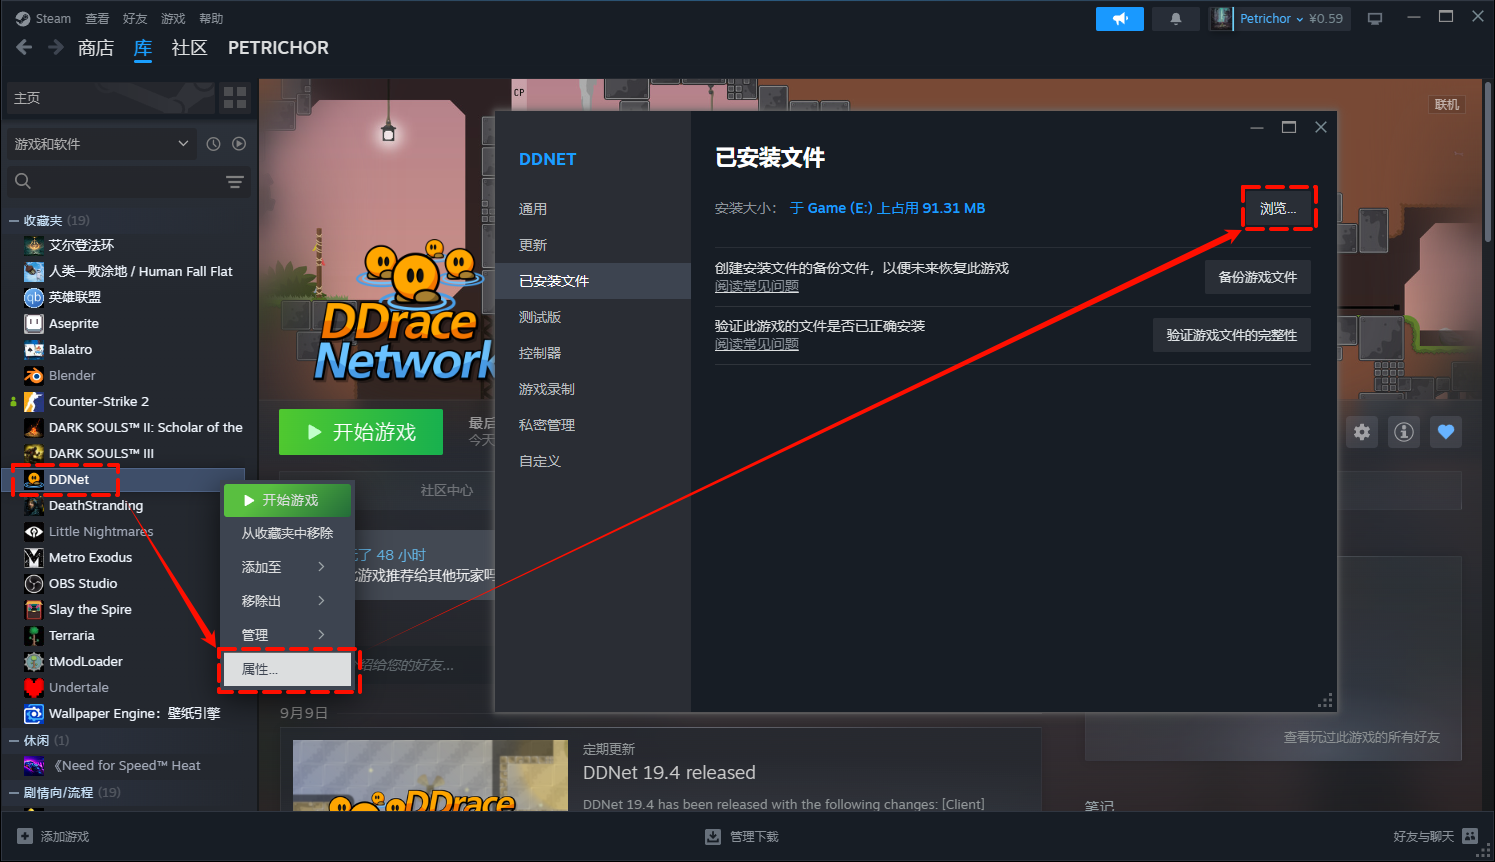 Steam 查看 好友 游戏 帮助
Petrichor ¥0.59
商店 库 社区 PETRICHOR
主页
游戏和软件
收藏夹 (19)
艾尔登法环
人类一败涂地 / Human Fall Flat
英雄联盟
Aseprite
Balatro
Blender
Counter-Strike 2
DARK SOULS™ II: Scholar of the
DARK SOULS™ III
DDNet
DeathStranding
Little Nightmares
Metro Exodus
OBS Studio
Slay the Spire
Terraria
tModLoader
Undertale
Wallpaper Engine：壁纸引擎
休闲 (1)
《Need for Speed™ Heat
剧情向/流程 (19)
添加游戏
CP
联机
DDrace
Network
开始游戏
最后
今天
社区中心
了 48 小时
游戏推荐给其他玩家吗
绍给您的好友...
9月9日
定期更新
DDNet 19.4 released
DDNet 19.4 has been released with the following changes: [Client]
DDrace
开始游戏
从收藏夹中移除
添加至
移除出
管理
属性...
DDNET
通用
更新
已安装文件
测试版
控制器
游戏录制
私密管理
自定义
已安装文件
安装大小： 于 Game (E:) 上占用 91.31 MB
浏览...
创建安装文件的备份文件，以便未来恢复此游戏
阅读常见问题
备份游戏文件
验证此游戏的文件是否已正确安装
阅读常见问题
验证游戏文件的完整性
查看玩过此游戏的所有好友
笔记
管理下载
好友与聊天